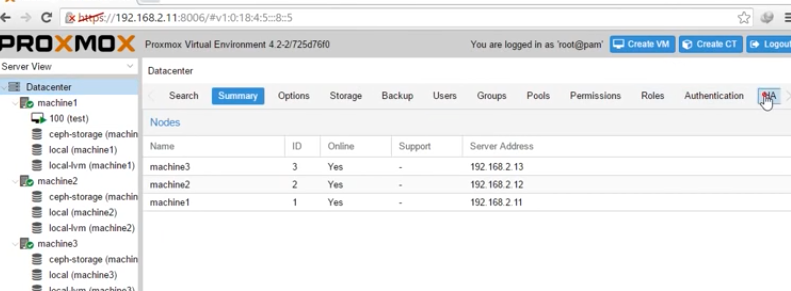 https://192.168.2.11:8006/#v1:0:18:4:5:::8::5
PROXMOX Proxmox Virtual Environment 4.2-2/725d76f0 You are logged in as 'root@pam' Create VM Create CT Logout
Server View
Datacenter
machine1
100 (test)
ceph-storage (machin
local (machine1)
local-lvm (machine1)
machine2
ceph-storage (machin
local (machine2)
local-lvm (machine2)
machine3
ceph-storage (machin
local (machine3)
local-lvm (machine3)
Datacenter
Search Summary Options Storage Backup Users Groups Pools Permissions Roles Authentication HA
Nodes
Name ID Online Support Server Address
machine3 3 Yes - 192.168.2.13
machine2 2 Yes - 192.168.2.12
machine1 1 Yes - 192.168.2.11